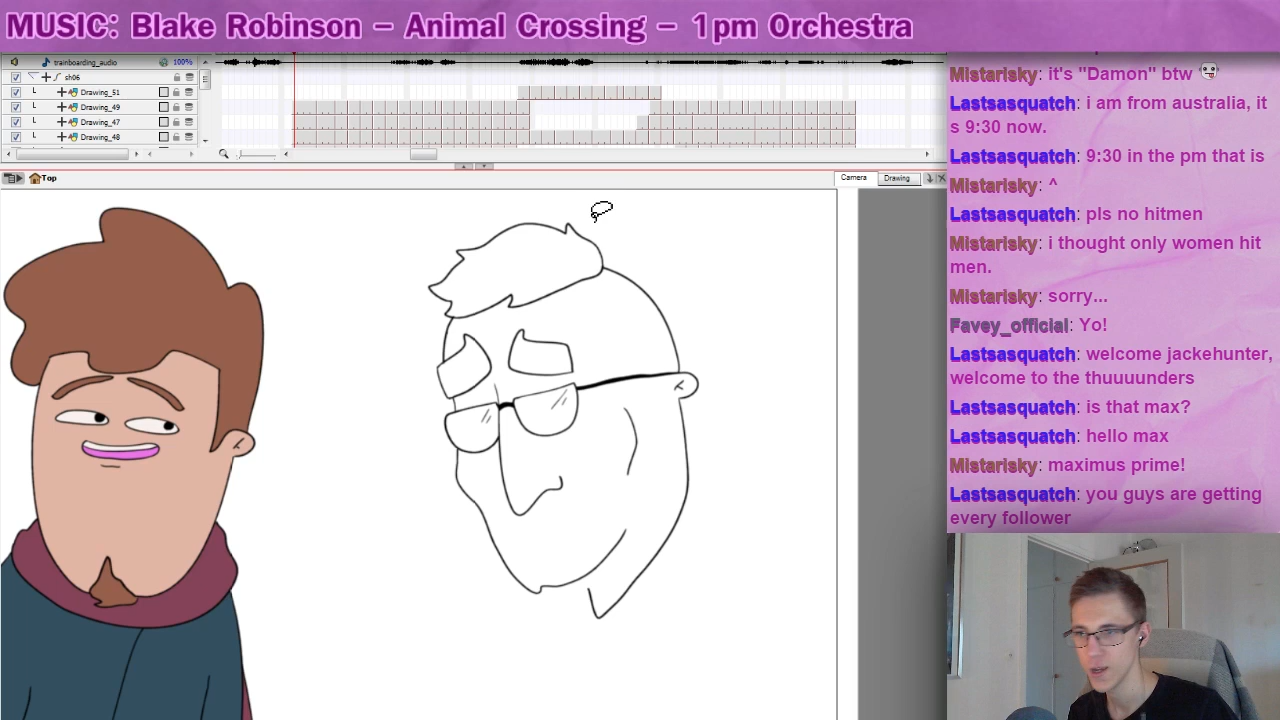 MUSIC: Blake Robinson - Animal Crossing - 1pm Orchestra
trainboarding_audio 100%
sh06
Drawing_51
Drawing_49
Drawing_47
Drawing_48
Top
Camera Drawing
Mistarisky: it's "Damon" btw
Lastsasquatch: i am from australia, it
s 9:30 now.
Lastsasquatch: 9:30 in the pm that is
Mistarisky: ^
Lastsasquatch: pls no hitmen
Mistarisky: i thought only women hit
men.
Mistarisky: sorry...
Favey_official: Yo!
Lastsasquatch: welcome jackehunter,
welcome to the thuuuunders
Lastsasquatch: is that max?
Lastsasquatch: hello max
Mistarisky: maximus prime!
Lastsasquatch: you guys are getting
every follower